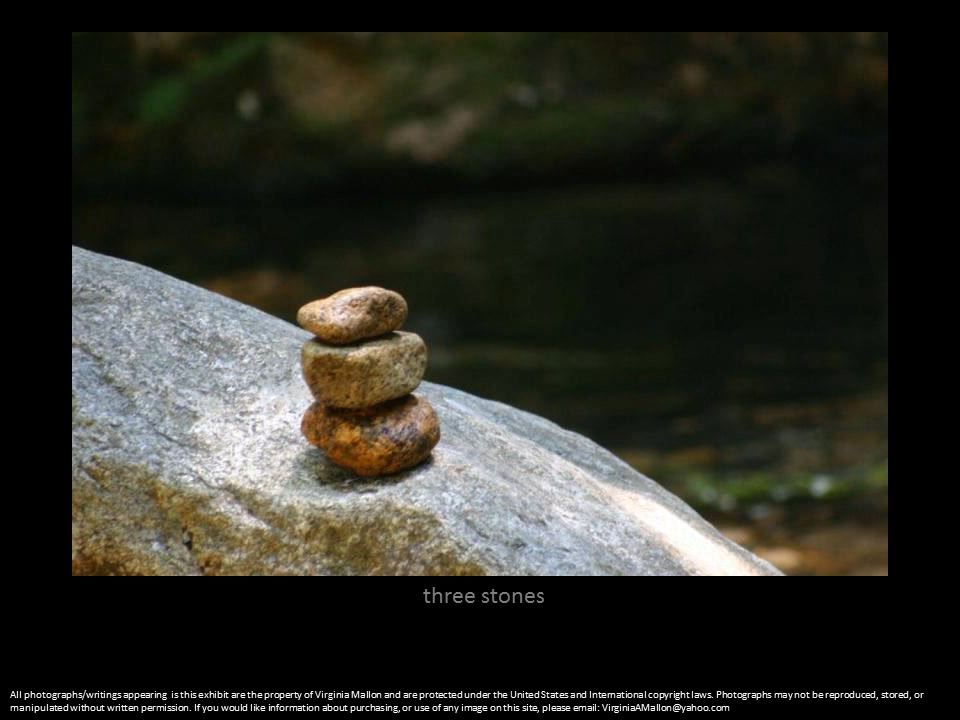 three stones
All photographs/writings appearing  is this exhibit are the property of Virginia Mallon and are protected under the United States and International copyright laws. Photographs may not be reproduced, stored, or
manipulated without written permission. If you would like information about purchasing, or use of any image on this site, please email: VirginiaAMallon@yahoo.com